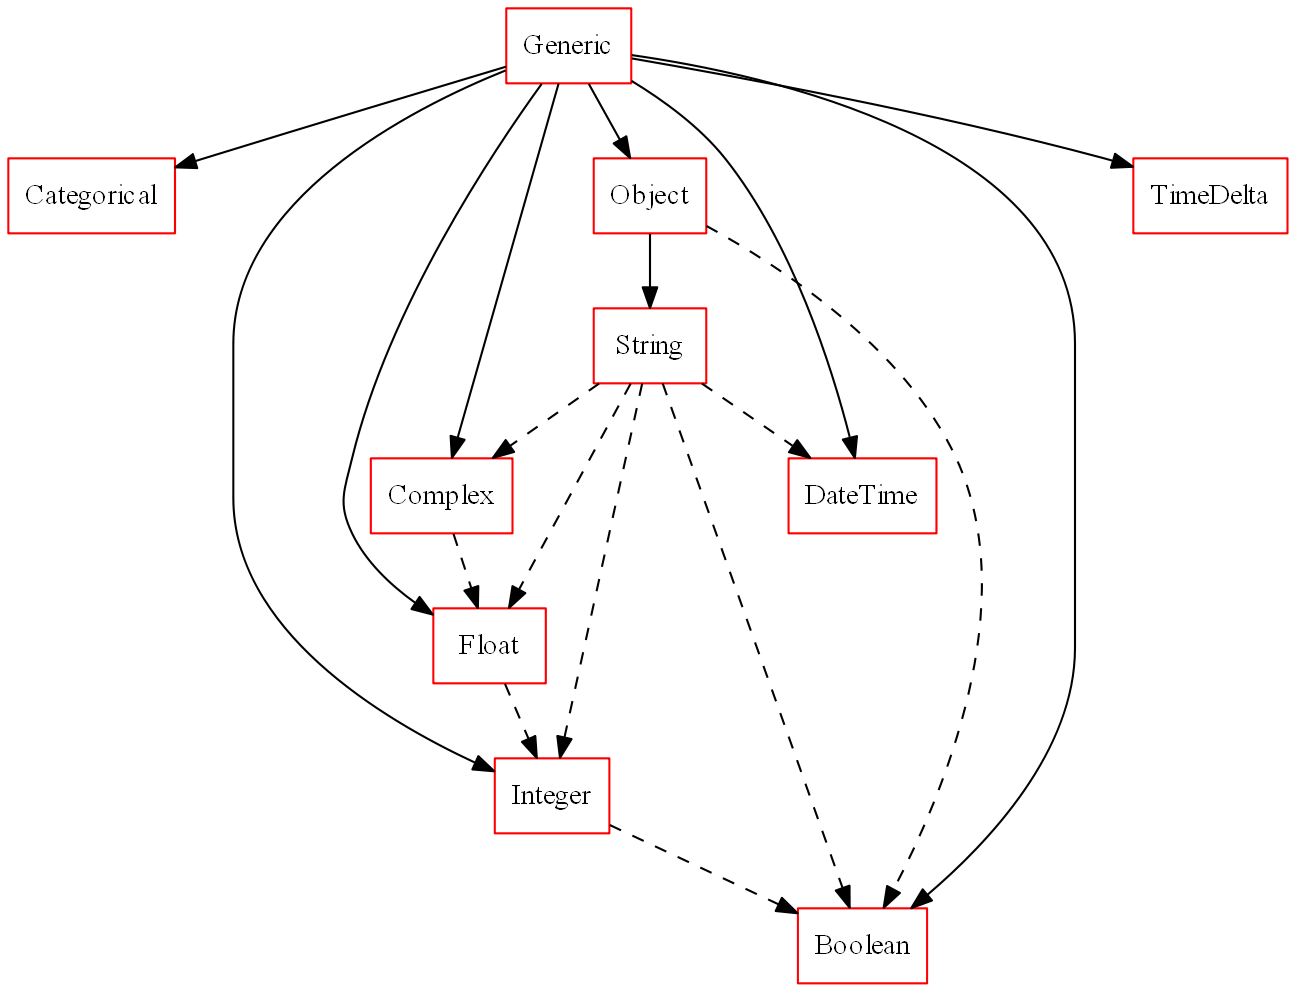 Generic
Categorical
Object
TimeDelta
String
Complex
DateTime
Float
Integer
Boolean